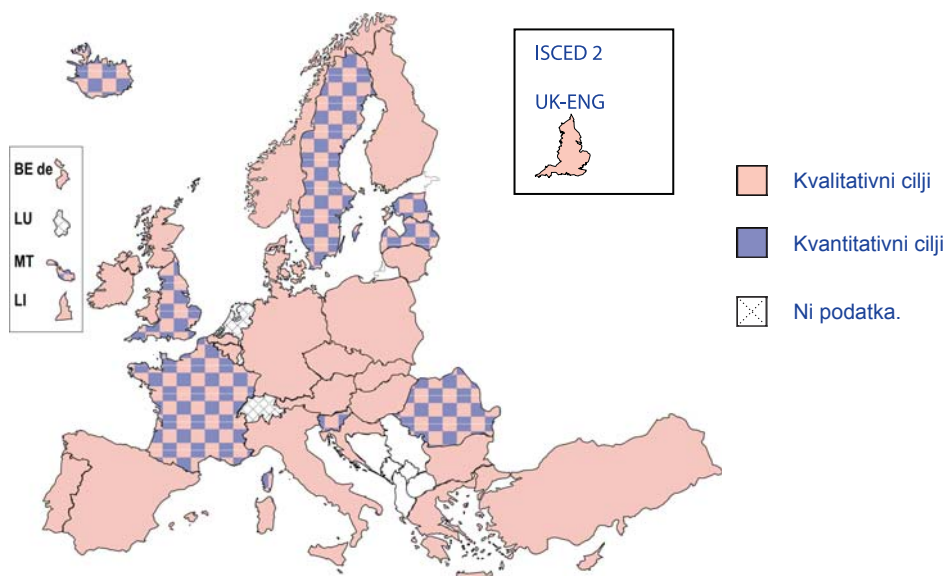 ISCED 2
UK-ENG
BE de
LU
MT
LI
Kvalitativni cilji
Kvantitativni cilji
Ni podatka.